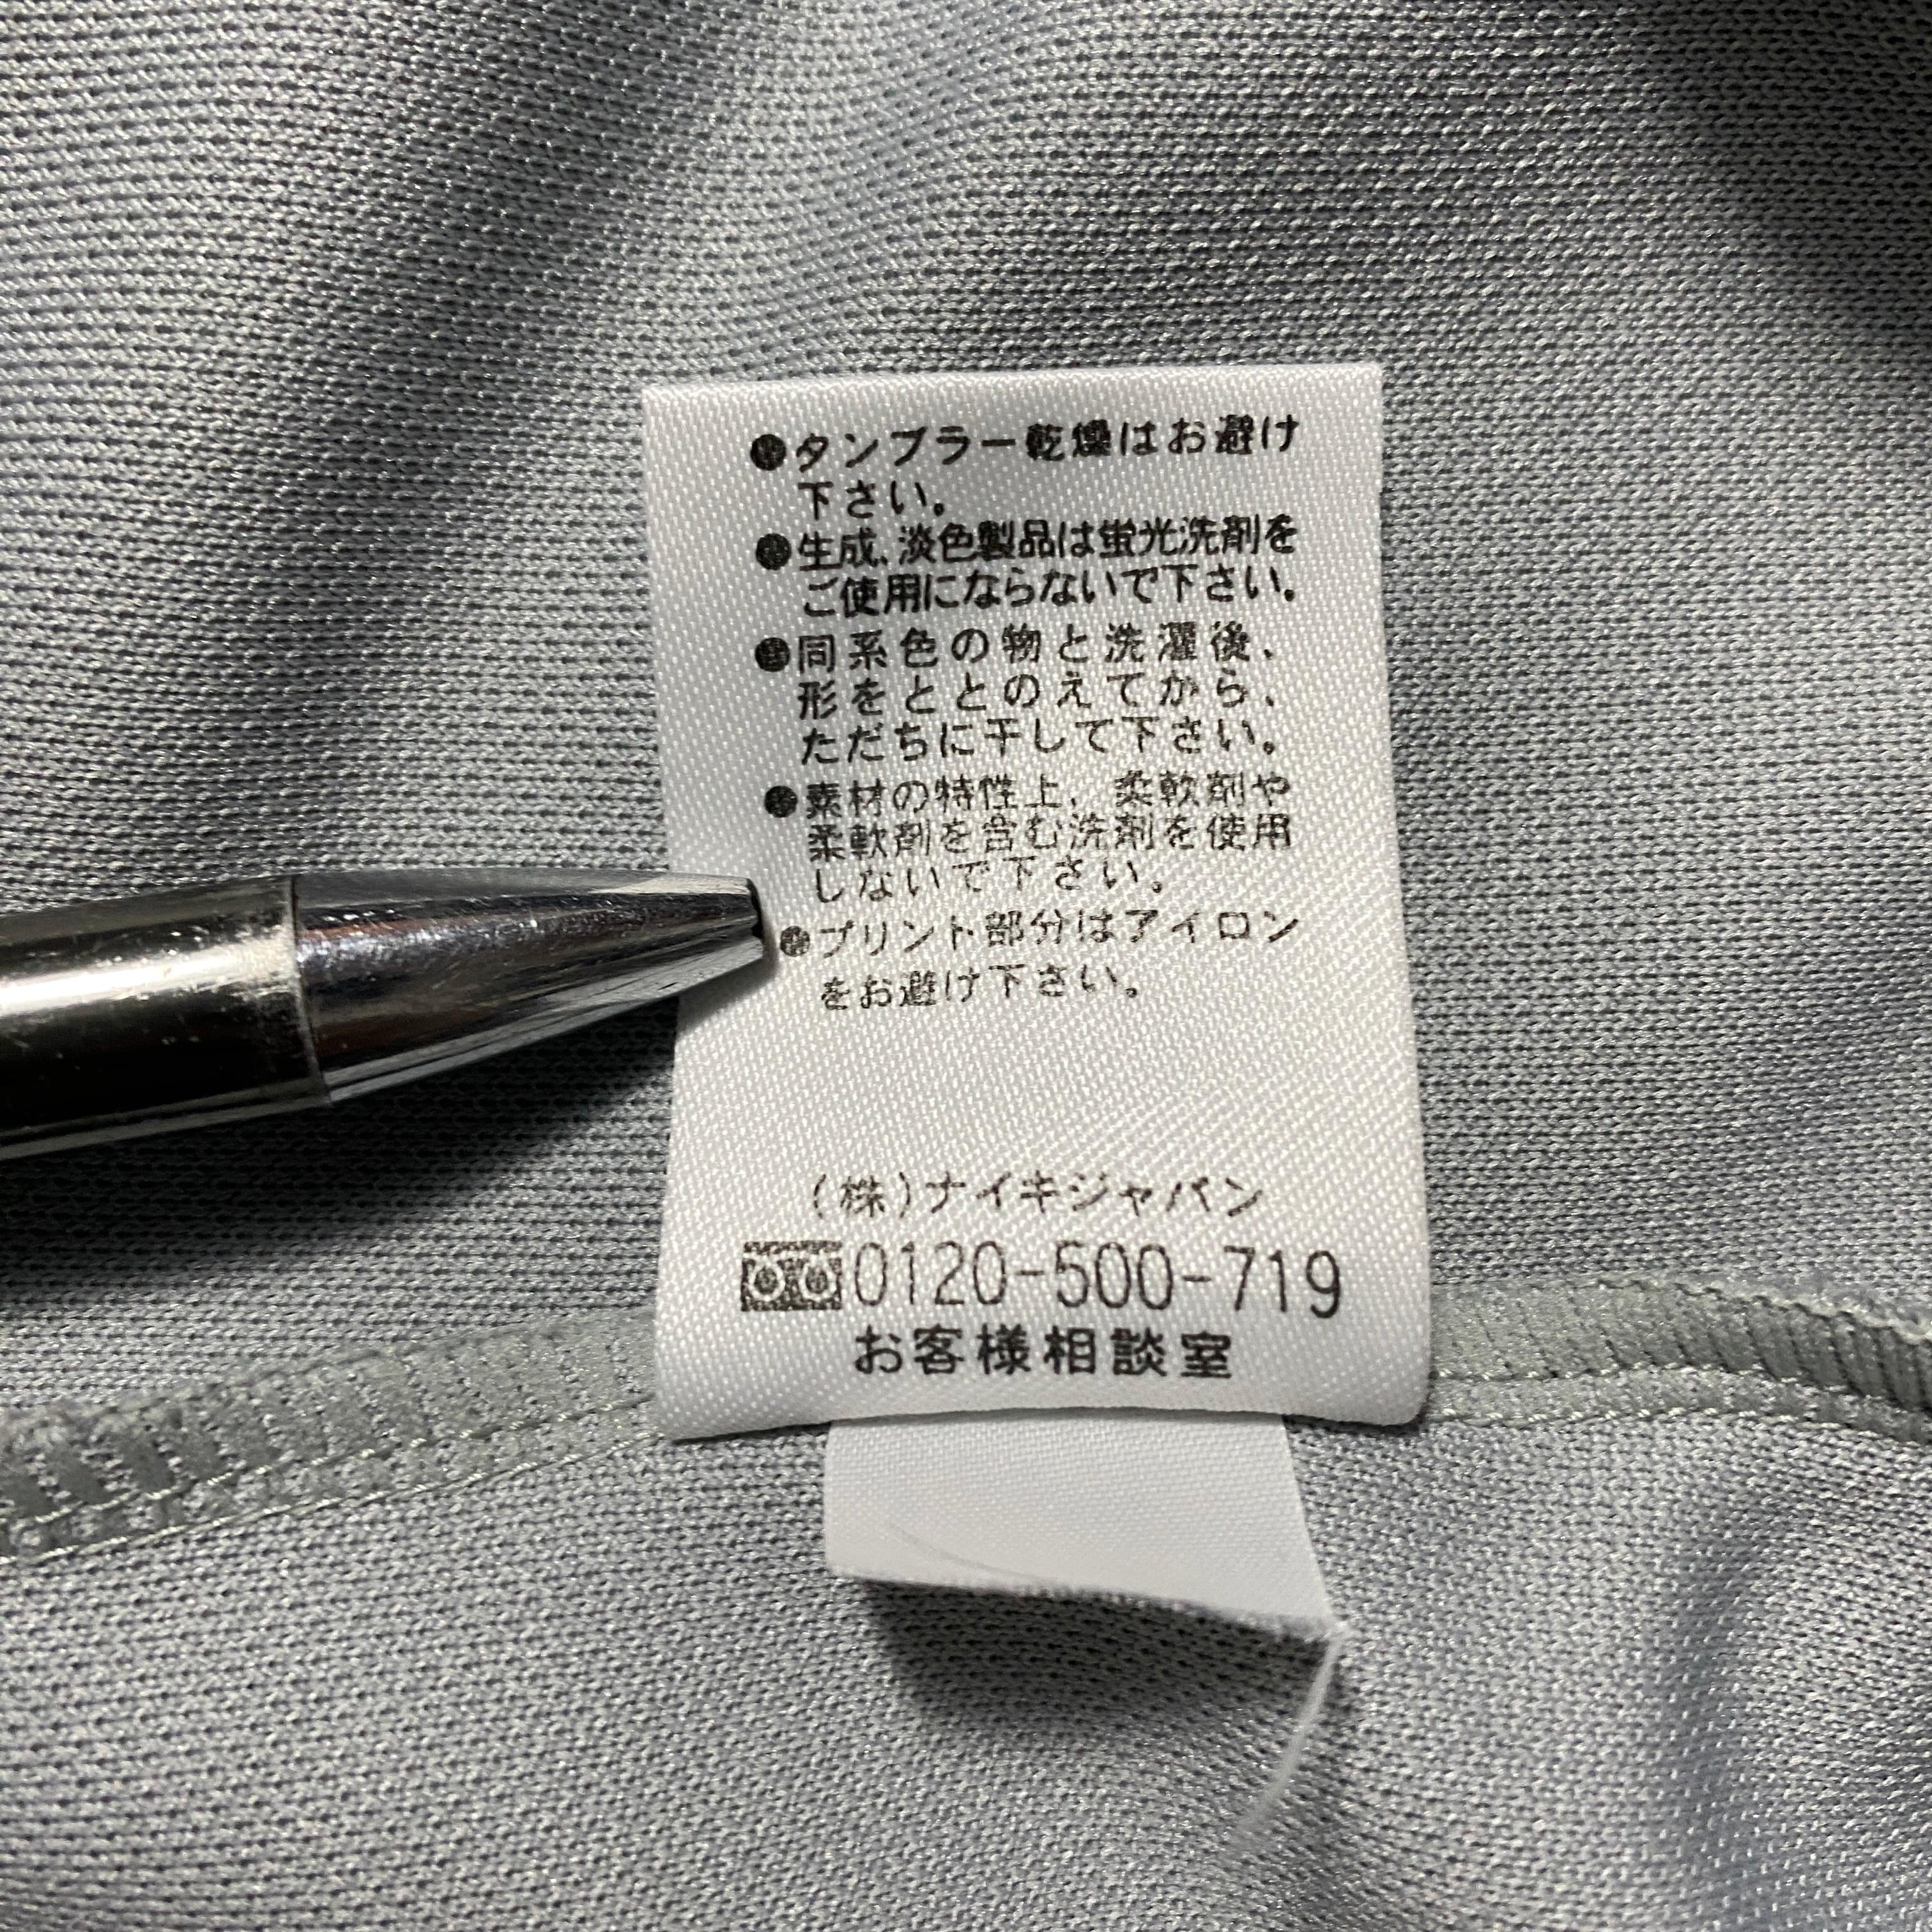 ●タンブラー乾燥はお避け
下さい。
●生成、淡色製品は蛍光洗剤を
ご使用にならないで下さい。
●同系色の物と洗濯後、
形をととのえてから、
ただちに干して下さい。
●素材の特性上、柔軟剤や
柔軟剤を含む洗剤を使用
しないで下さい。
●プリント部分はアイロン
をお避け下さい。
(株)ナイキジャパン
0120-500-719
お客様相談室